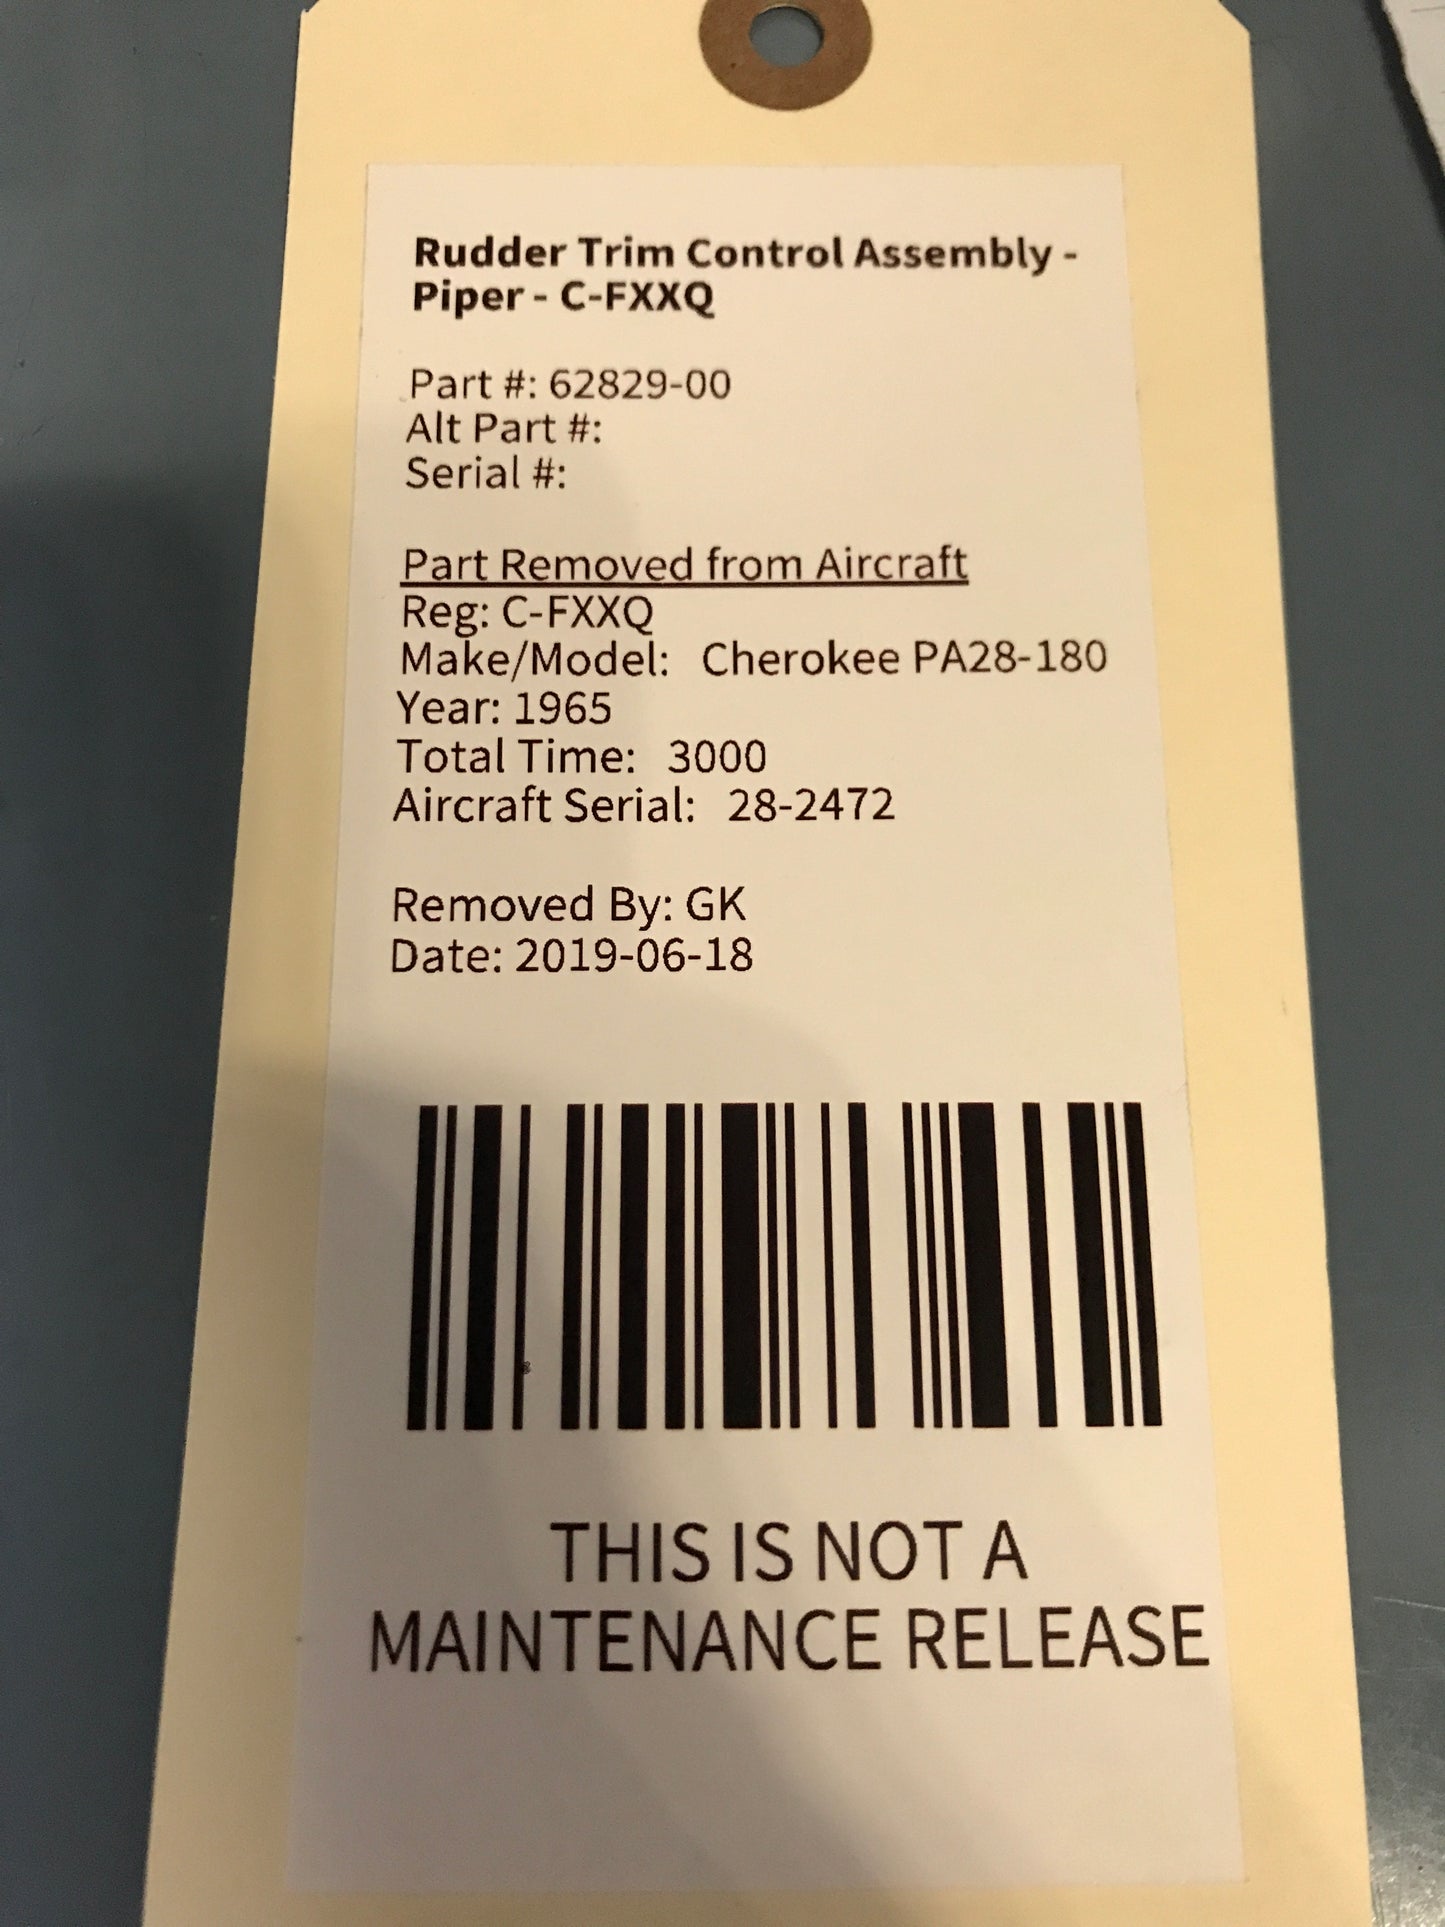 Rudder Trim Control Assembly -
Piper - C-FXXQ
Part #: 62829-00
Alt Part #:
Serial #:
Part Removed from Aircraft
Reg: C-FXXQ
Make/Model: Cherokee PA28-180
Year: 1965
Total Time: 3000
Aircraft Serial: 28-2472
Removed By: GK
Date: 2019-06-18
THIS IS NOT A
MAINTENANCE RELEASE